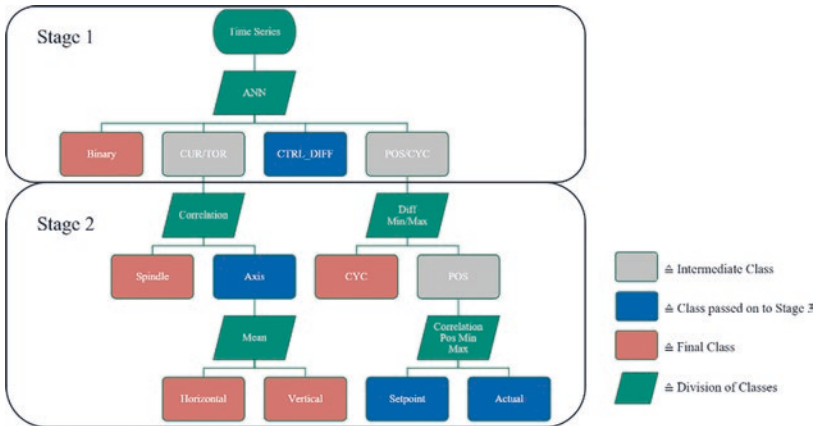 Stage 1
Time Series
ANN
Binary
CUR/TOR
CTRL_DIFF
POS/CYC
Stage 2
Correlation
Diff
Min/Max
Spindle
Axis
CYC
POS
Mean
Correlation
Pos Min
Max
Horizontal
Vertical
Setpoint
Actual
≙ Intermediate Class
≙ Class passed on to Stage 3
≙ Final Class
≙ Division of Classes